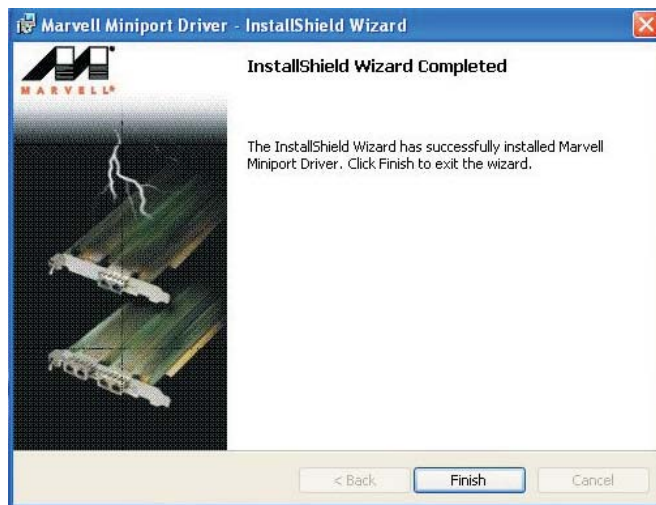 Marvell Miniport Driver - InstallShield Wizard
MARVELL®
InstallShield Wizard Completed
The InstallShield Wizard has successfully installed Marvell
Miniport Driver. Click Finish to exit the wizard.
< Back
Finish
Cancel